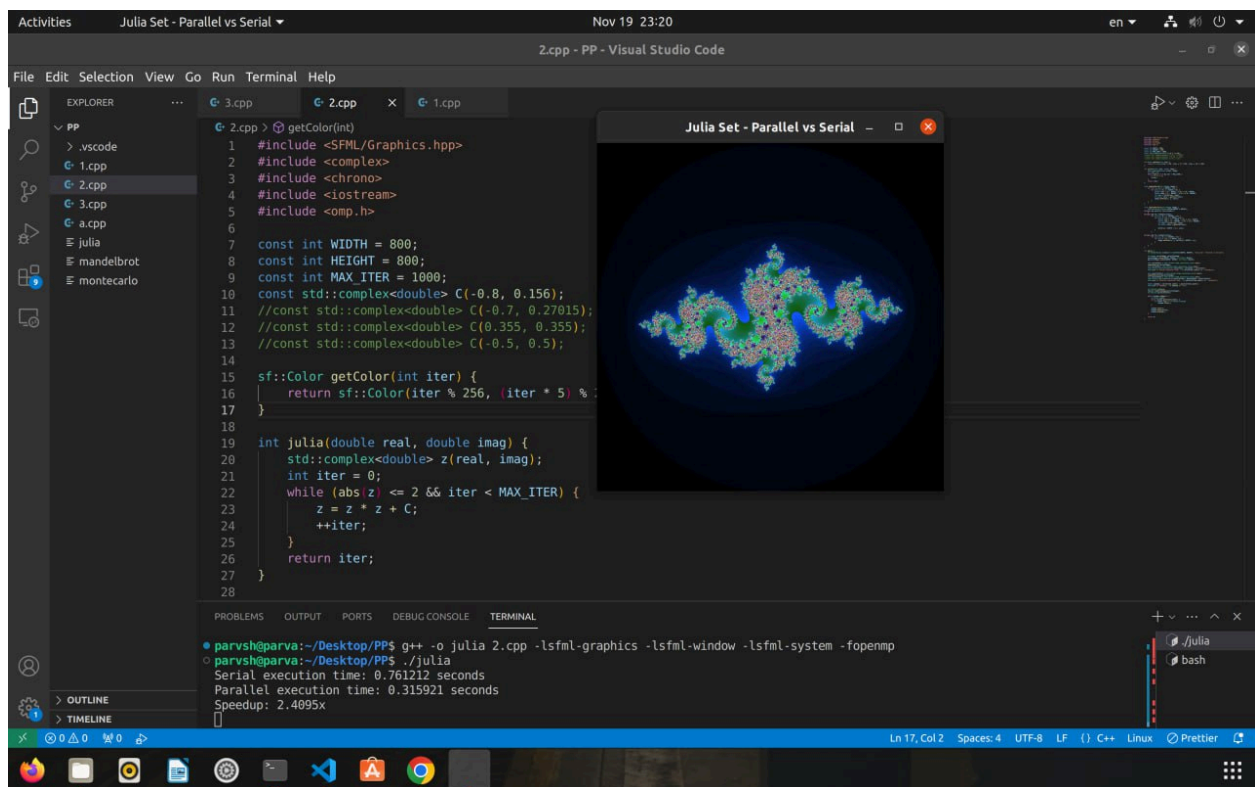 Activities Julia Set - Parallel vs Serial Nov 19 23:20 en
2.cpp - PP - Visual Studio Code
File Edit Selection View Go Run Terminal Help
EXPLORER ... 3.cpp 2.cpp × 1.cpp
PP
.vscode
1.cpp
2.cpp
3.cpp
a.cpp
julia
mandelbrot
montecarlo
2.cpp > getColor(int)
1 #include <SFML/Graphics.hpp>
2 #include <complex>
3 #include <chrono>
4 #include <iostream>
5 #include <omp.h>
6
7 const int WIDTH = 800;
8 const int HEIGHT = 800;
9 const int MAX_ITER = 1000;
10 const std::complex<double> C(-0.8, 0.156);
11 //const std::complex<double> C(-0.7, 0.27015);
12 //const std::complex<double> C(0.355, 0.355);
13 //const std::complex<double> C(-0.5, 0.5);
14
15 sf::Color getColor(int iter) {
16 return sf::Color(iter % 256, (iter * 5) %
17 }
18
19 int julia(double real, double imag) {
20 std::complex<double> z(real, imag);
21 int iter = 0;
22 while (abs(z) <= 2 && iter < MAX_ITER) {
23 z = z * z + C;
24 ++iter;
25 }
26 return iter;
27 }
28
Julia Set - Parallel vs Serial
PROBLEMS OUTPUT PORTS DEBUG CONSOLE TERMINAL
parvsh@parva:~/Desktop/PP$ g++ -o julia 2.cpp -lsfml-graphics -lsfml-window -lsfml-system -fopenmp
parvsh@parva:~/Desktop/PP$ ./julia
Serial execution time: 0.761212 seconds
Parallel execution time: 0.315921 seconds
Speedup: 2.4095x
./julia
bash
9
1
OUTLINE
TIMELINE
0 0 0 Ln 17, Col 2 Spaces: 4 UTF-8 LF {} C++ Linux Prettier